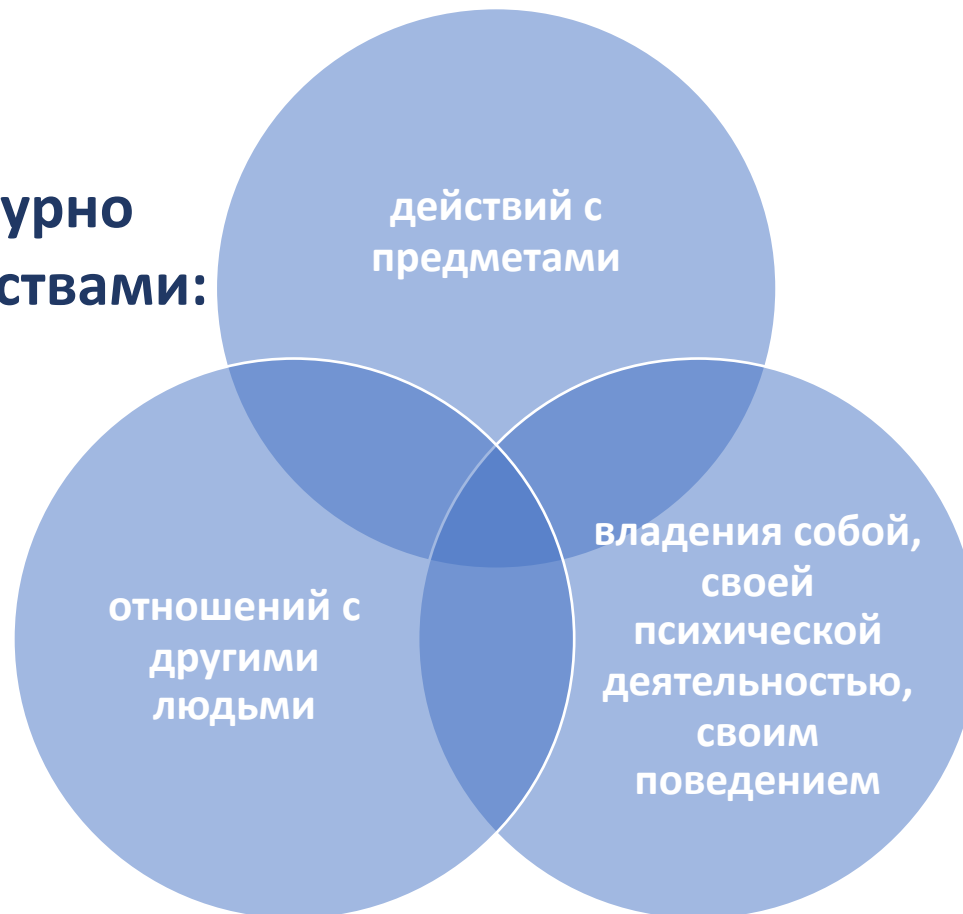 урно
ствами:
действий с
предметами
отношений с
другими
людьми
владения собой,
своей
психической
деятельностью,
своим
поведением